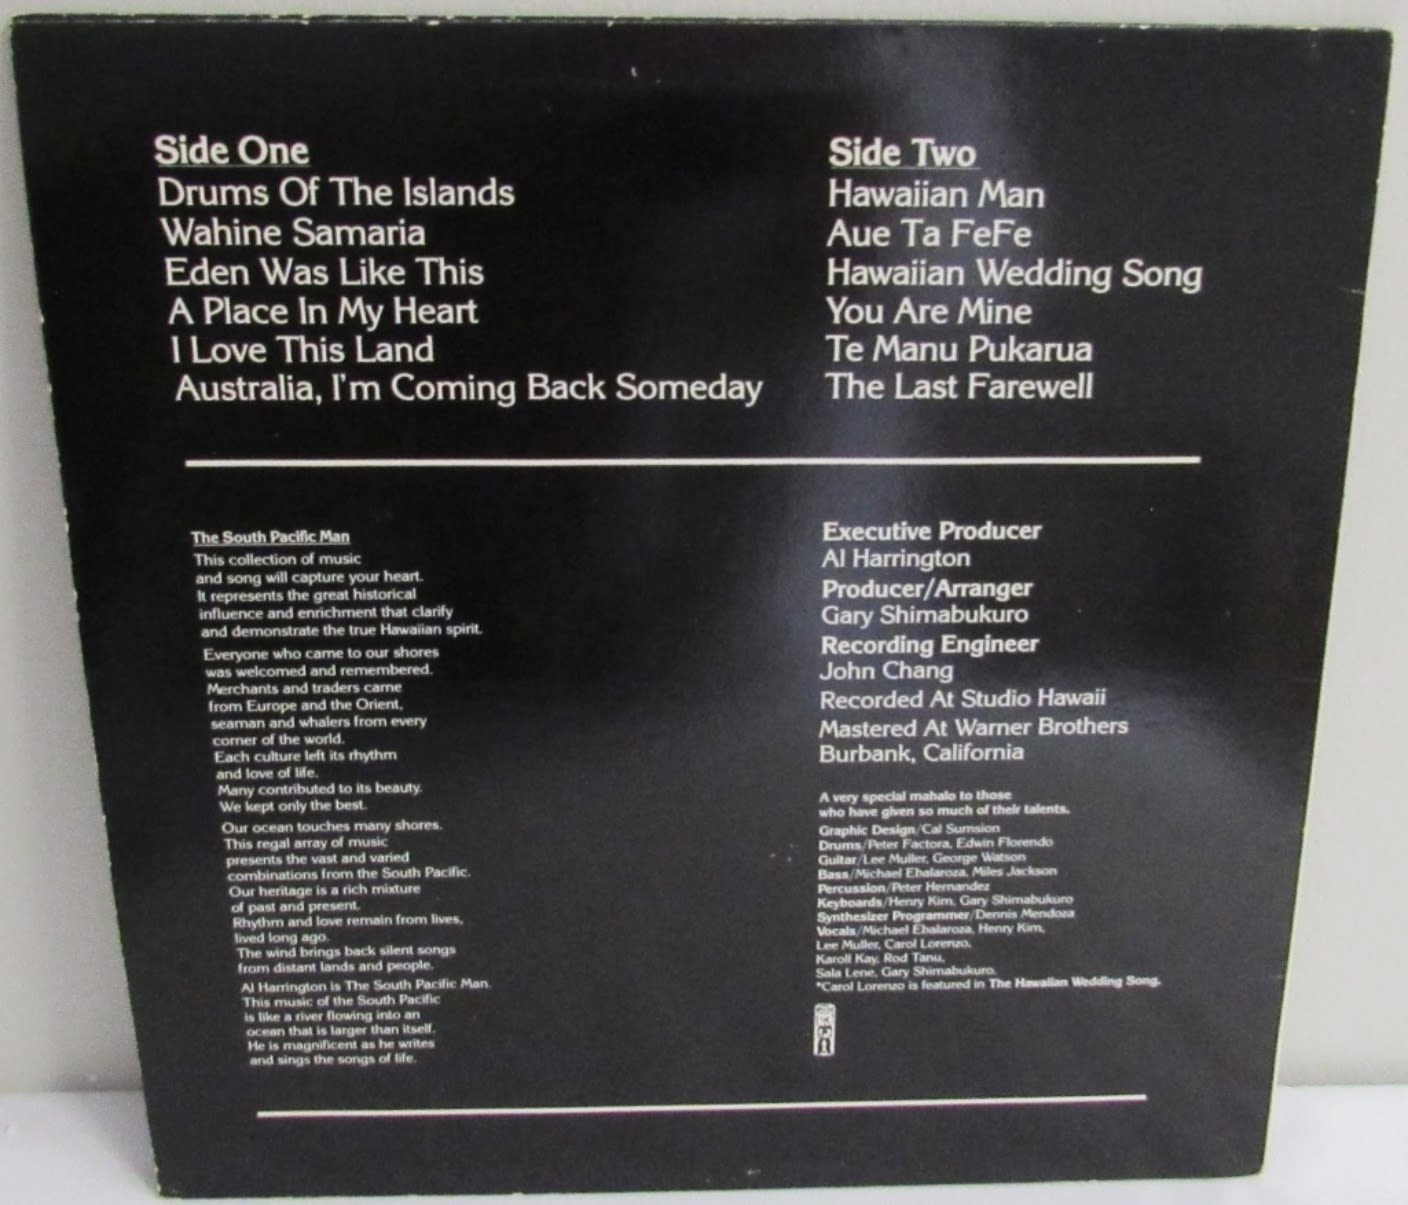 Side One
Drums Of The Islands
Wahine Samaria
Eden Was Like This
A Place In My Heart
I Love This Land
Australia, I'm Coming Back Someday
Side Two
Hawaiian Man
Aue Ta FeFe
Hawaiian Wedding Song
You Are Mine
Te Manu Pukarua
The Last Farewell
The South Pacific Man
This collection of music
and song will capture your heart.
It represents the great historical
influence and enrichment that clarify
and demonstrate the true Hawaiian spirit.
Everyone who came to our shores
was welcomed and remembered.
Merchants and traders came
from Europe and the Orient,
seaman and whalers from every
corner of the world.
Each culture left its rhythm
and love of life.
Many contributed to its beauty.
We kept only the best.
Our ocean touches many shores.
This regal array of music
presents the vast and varied
combinations from the South Pacific.
Our heritage is a rich mixture
of past and present.
Rhythm and love remain from lives,
lived long ago.
The wind brings back silent songs
from distant lands and people.
Al Harrington is The South Pacific Man.
This music of the South Pacific
is like a river flowing into an
ocean that is larger than itself.
He is magnificent as he writes
and sings the songs of life.
Executive Producer
Al Harrington
Producer/Arranger
Gary Shimabukuro
Recording Engineer
John Chang
Recorded At Studio Hawaii
Mastered At Warner Brothers
Burbank, California
A very special mahalo to those
who have given so much of their talents.
Graphic Design/Cal Sumsion
Drums/Peter Factora, Edwin Florendo
Guitar/Lee Muller, George Watson
Bass/Michael Ebalaroza, Miles Jackson
Percussion/Peter Hernandez
Keyboards/Henry Kim, Gary Shimabukuro
Synthesizer Programmer/Dennis Mendoza
Vocals/Michael Ebalaroza, Henry Kim,
Lee Muller, Carol Lorenzo,
Karoll Kay, Rod Tanu,
Sala Lene, Gary Shimabukuro.
*Carol Lorenzo is featured in The Hawaiian Wedding Song.